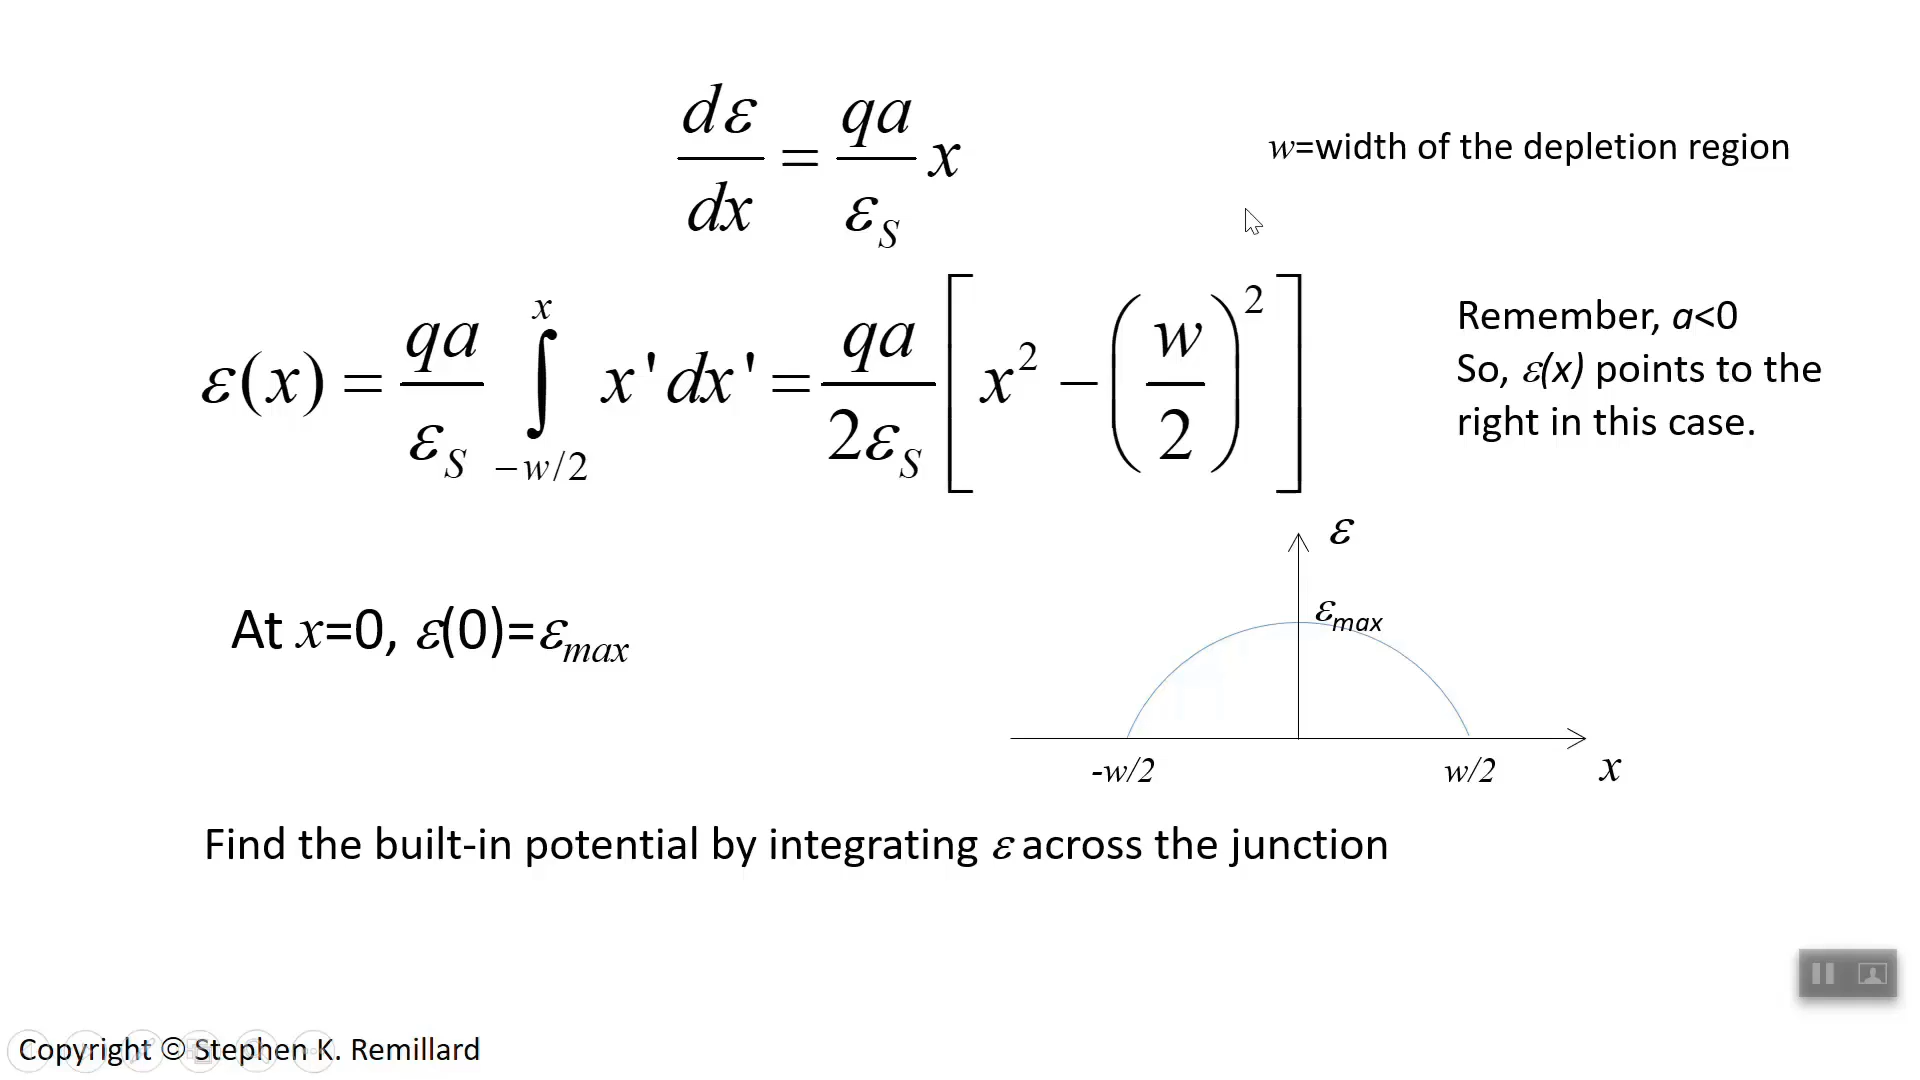 dε/dx = qa/ε_S x
w=width of the depletion region
ε(x) = qa/ε_S ∫_{-w/2}^{x} x'dx' = qa/2ε_S [x² − (w/2)²]
Remember, a<0
So, ε(x) points to the
right in this case.
ε
At x=0, ε(0)=ε_max
ε_max
-w/2
w/2
x
Find the built-in potential by integrating ε across the junction
Copyright © Stephen K. Remillard